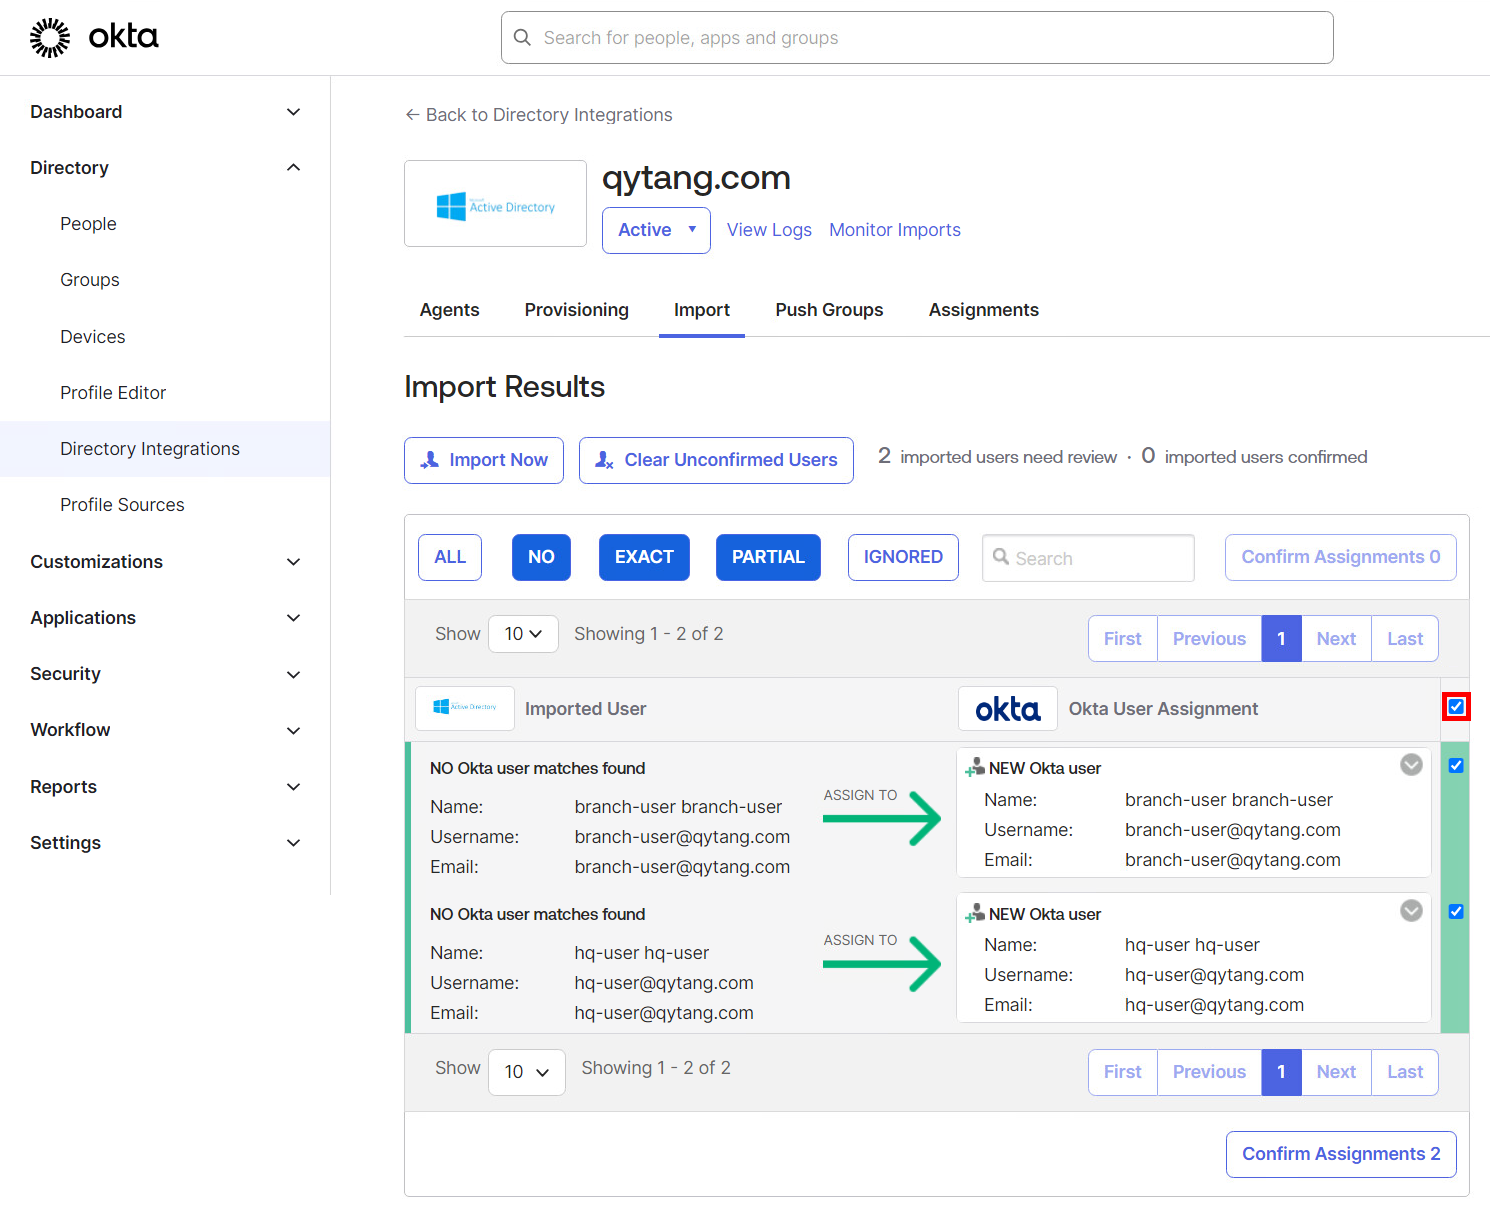 okta
Search for people, apps and groups
Dashboard
Directory
People
Groups
Devices
Profile Editor
Directory Integrations
Profile Sources
Customizations
Applications
Security
Workflow
Reports
Settings
← Back to Directory Integrations
Active Directory
qytang.com
Active
View Logs
Monitor Imports
Agents
Provisioning
Import
Push Groups
Assignments
Import Results
Import Now
Clear Unconfirmed Users
2 imported users need review · 0 imported users confirmed
ALL
NO
EXACT
PARTIAL
IGNORED
Search
Confirm Assignments 0
Show 10 Showing 1 - 2 of 2
First Previous 1 Next Last
Active Directory
Imported User
okta
Okta User Assignment
NO Okta user matches found
Name: branch-user branch-user
Username: branch-user@qytang.com
Email: branch-user@qytang.com
ASSIGN TO
NEW Okta user
Name: branch-user branch-user
Username: branch-user@qytang.com
Email: branch-user@qytang.com
NO Okta user matches found
Name: hq-user hq-user
Username: hq-user@qytang.com
Email: hq-user@qytang.com
ASSIGN TO
NEW Okta user
Name: hq-user hq-user
Username: hq-user@qytang.com
Email: hq-user@qytang.com
Show 10 Showing 1 - 2 of 2
First Previous 1 Next Last
Confirm Assignments 2